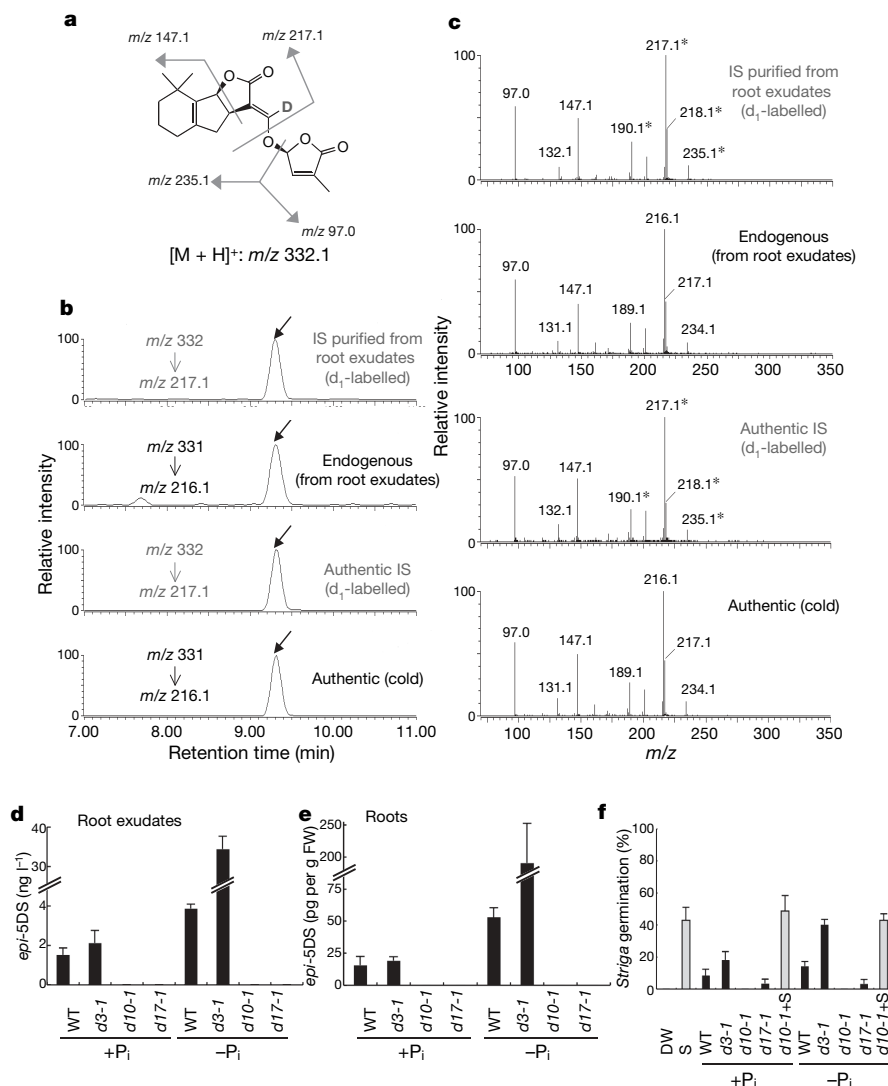 a
m/z 147.1
m/z 217.1
O
O
D
O
O
O
m/z 235.1
m/z 97.0
[M + H]⁺: m/z 332.1
b
Relative intensity
100
0
m/z 332
m/z 217.1
IS purified from
root exudates
(d₁-labelled)
100
0
m/z 331
m/z 216.1
Endogenous
(from root exudates)
100
0
m/z 332
m/z 217.1
Authentic IS
(d₁-labelled)
100
0
m/z 331
m/z 216.1
Authentic (cold)
7.00 8.00 9.00 10.00 11.00
Retention time (min)
c
Relative intensity
100
0
97.0
132.1
147.1
190.1*
217.1*
218.1*
235.1*
IS purified from
root exudates
(d₁-labelled)
100
0
97.0
131.1
147.1
189.1
216.1
217.1
234.1
Endogenous
(from root exudates)
100 150 200 250 300 350
100
0
97.0
132.1
147.1
190.1*
217.1*
218.1*
235.1*
Authentic IS
(d₁-labelled)
100
0
97.0
131.1
147.1
189.1
216.1
217.1
234.1
Authentic (cold)
100 150 200 250 300 350
m/z
d
Root exudates
epi-5DS (ng l⁻¹)
40
30
4
2
0
WT d3-1 d10-1 d17-1 WT d3-1 d10-1 d17-1
+Pᵢ −Pᵢ
e
Roots
epi-5DS (pg per g FW)
250
200
75
50
25
0
WT d3-1 d10-1 d17-1 WT d3-1 d10-1 d17-1
+Pᵢ −Pᵢ
f
Striga germination (%)
100
80
60
40
20
0
DW S WT d3-1 d10-1 d17-1 d10-1+S WT d3-1 d10-1 d17-1 d10-1+S
+Pᵢ −Pᵢ